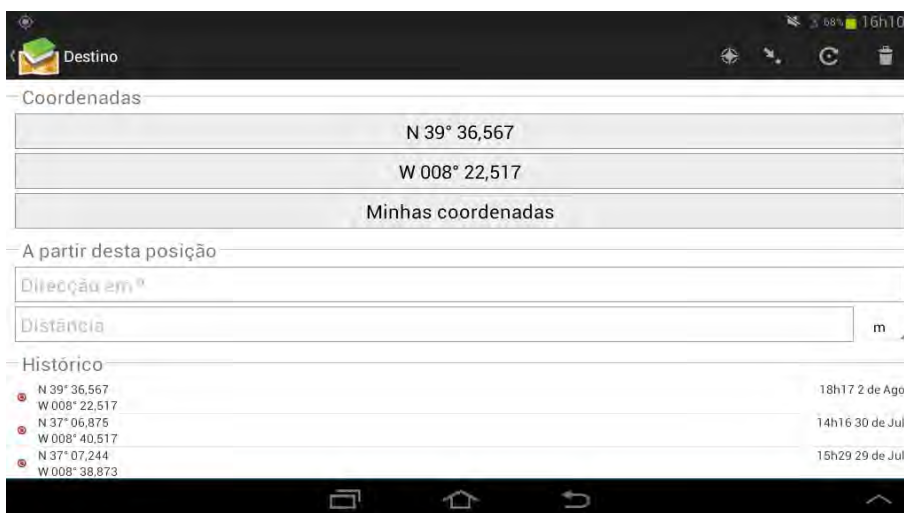 68% 16h10
Destino
Coordenadas
N 39° 36,567
W 008° 22,517
Minhas coordenadas
A partir desta posição
Direcção em º
Distância
m
Histórico
N 39° 36,567
W 008° 22,517
18h17 2 de Ago
N 37° 06,875
W 008° 40,517
14h16 30 de Jul
N 37° 07,244
W 008° 38,873
15h29 29 de Jul